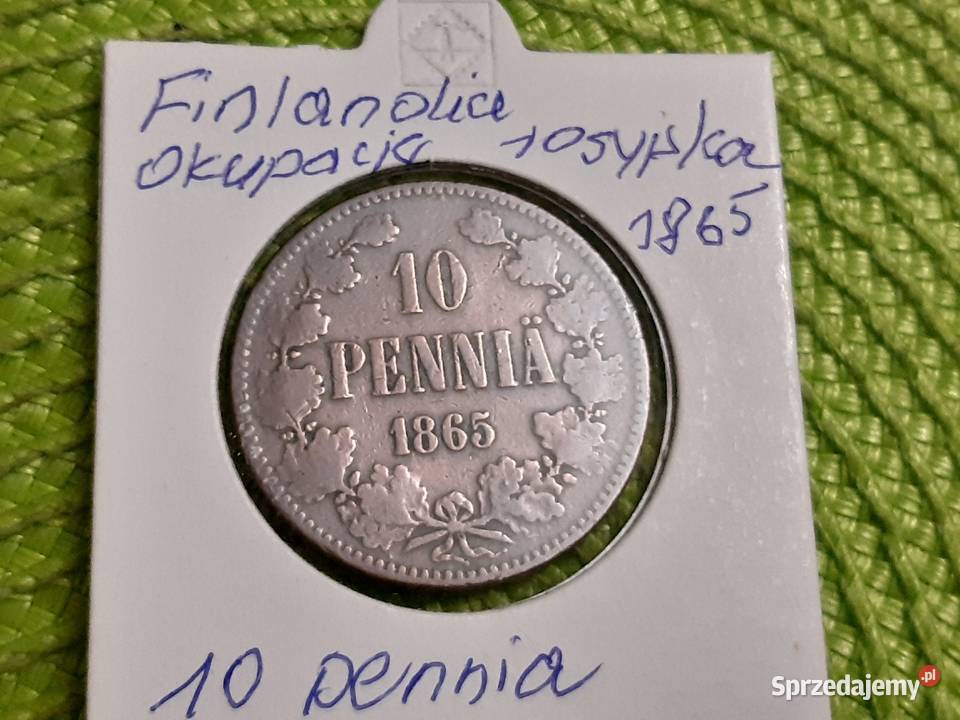 Finlandia
okupacja rosyjska
1865
10
PENNIÄ
1865
10 pennia
Sprzedajemy.pl